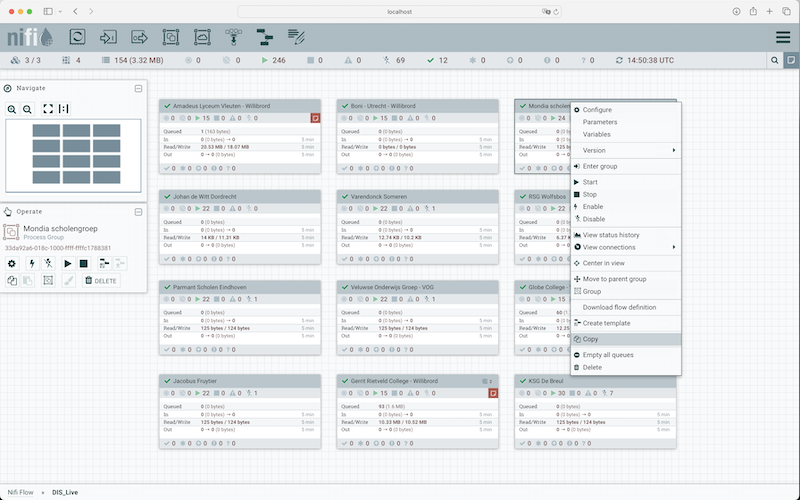 localhost
nifi
3 / 3
4
154 (3.32 MB)
0
0
246
0
0
69
12
0
0
0
0
14:50:38 UTC
Navigate
Operate
Mondia scholengroep
Process Group
33da92a6-018c-1000-ffff-ffffc1788381
DELETE
Amadeus Lyceum Vleuten - Willibrord
0 0 15 0 0 0
Queued 1 (163 bytes)
In 0 (0 bytes) → 0 5 min
Read/Write 20.53 MB / 18.07 MB 5 min
Out 0 → 0 (0 bytes) 5 min
0 0 0 0 ? 0
Boni - Utrecht - Willibrord
0 0 15 0 0 0
Queued 0 (0 bytes)
In 0 (0 bytes) → 0 5 min
Read/Write 0 bytes / 0 bytes 5 min
Out 0 → 0 (0 bytes) 5 min
0 0 0 0 ? 0
Mondia scholen
0 0 24
Queued 0
In 0
Read/Write 125
Out 0
0 0
Johan de Witt Dordrecht
0 0 22 0 0 1
Queued 0 (0 bytes)
In 0 (0 bytes) → 0 5 min
Read/Write 14 KB / 11.31 KB 5 min
Out 0 → 0 (0 bytes) 5 min
0 0 0 0 ? 0
Varendonck Someren
0 0 22 0 0 1
Queued 0 (0 bytes)
In 0 (0 bytes) → 0 5 min
Read/Write 12.74 KB / 10.2 KB 5 min
Out 0 → 0 (0 bytes) 5 min
0 0 0 0 ? 0
RSG Wolfsbos
0 0 22
Queued 0
In 0
Read/Write 6.37 K
Out 0
0 0
Parmant Scholen Eindhoven
0 0 22 0 0 1
Queued 0 (0 bytes)
In 0 (0 bytes) → 0 5 min
Read/Write 125 bytes / 124 bytes 5 min
Out 0 → 0 (0 bytes) 5 min
0 0 0 0 ? 0
Veluwse Onderwijs Groep - VOG
0 0 22 0 0 1
Queued 0 (0 bytes)
In 0 (0 bytes) → 0 5 min
Read/Write 125 bytes / 124 bytes 5 min
Out 0 → 0 (0 bytes) 5 min
0 0 0 0 ? 0
Globe College -
0 0 15
Queued 60 (1
In 0
Read/Write 12.25
Out 0
0 0
Jacobus Fruytier
0 0 22 0 0 1
Queued 0 (0 bytes)
In 0 (0 bytes) → 0 5 min
Read/Write 125 bytes / 124 bytes 5 min
Out 0 → 0 (0 bytes) 5 min
0 0 0 0 ? 0
Gerrit Rietveld College - Willibrord
0 0 15 0 0 0
Queued 93 (1.6 MB)
In 0 (0 bytes) → 0 5 min
Read/Write 10.33 MB / 10.52 MB 5 min
Out 0 → 0 (0 bytes) 5 min
0 0 0 0 ? 0
KSG De Breul
0 0 30 0 0 7
Queued 0 (0 bytes)
In 0 (0 bytes) → 0 5 min
Read/Write 125 bytes / 124 bytes 5 min
Out 0 → 0 (0 bytes) 5 min
0 0 0 0 ? 0
Configure
Parameters
Variables
Version
Enter group
Start
Stop
Enable
Disable
View status history
View connections
Center in view
Move to parent group
Group
Download flow definition
Create template
Copy
Empty all queues
Delete
Nifi Flow » DIS_Live